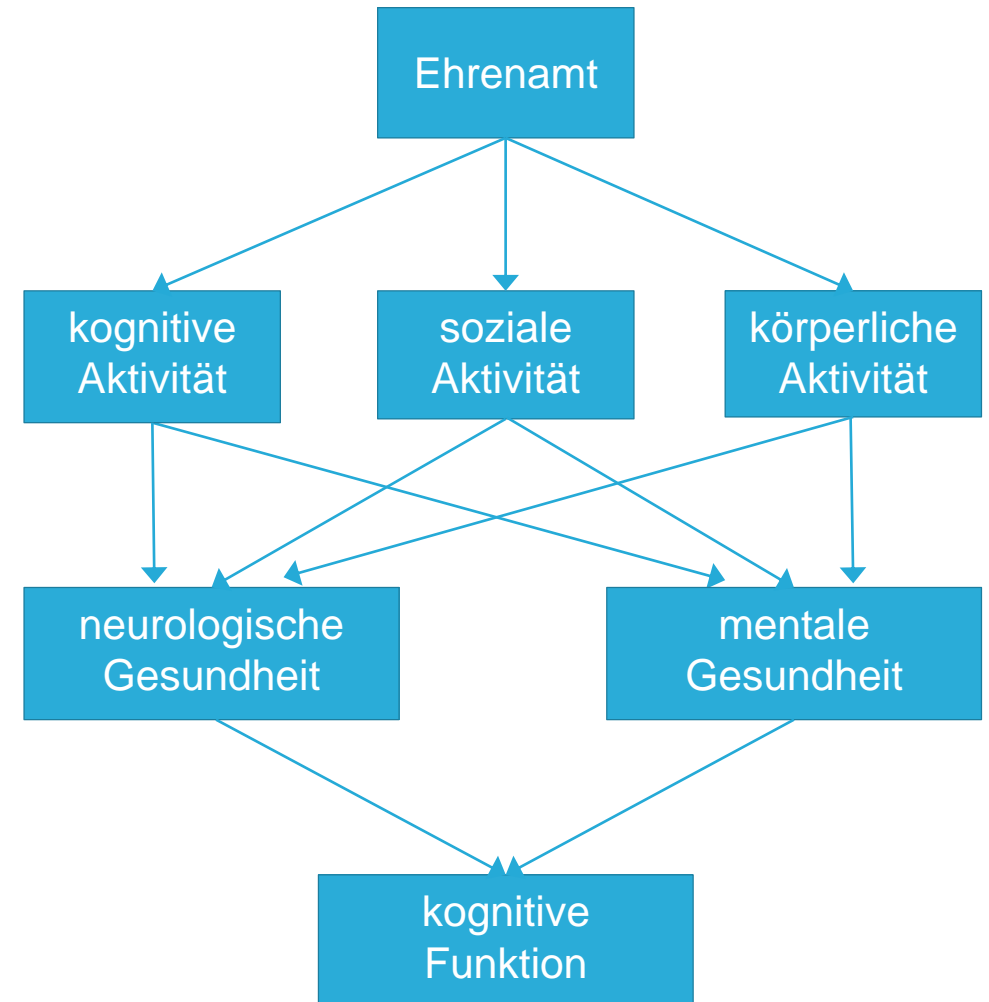 Ehrenamt
kognitive
Aktivität
soziale
Aktivität
körperliche
Aktivität
neurologische
Gesundheit
mentale
Gesundheit
kognitive
Funktion